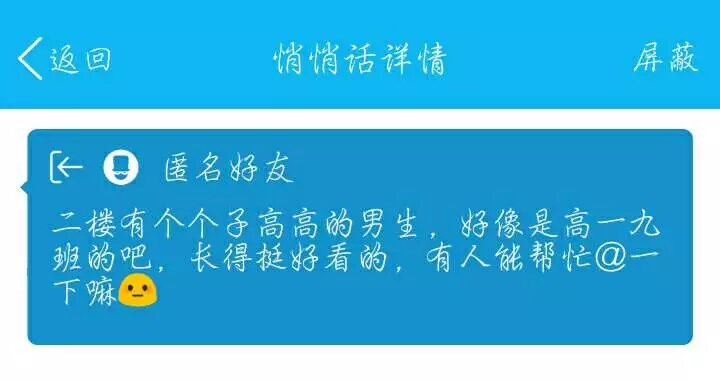 返回 悄悄话详情 屏蔽
匿名好友
二楼有个个子高高的男生，好像是高一九
班的吧，长得挺好看的，有人能帮忙@一
下嘛😐